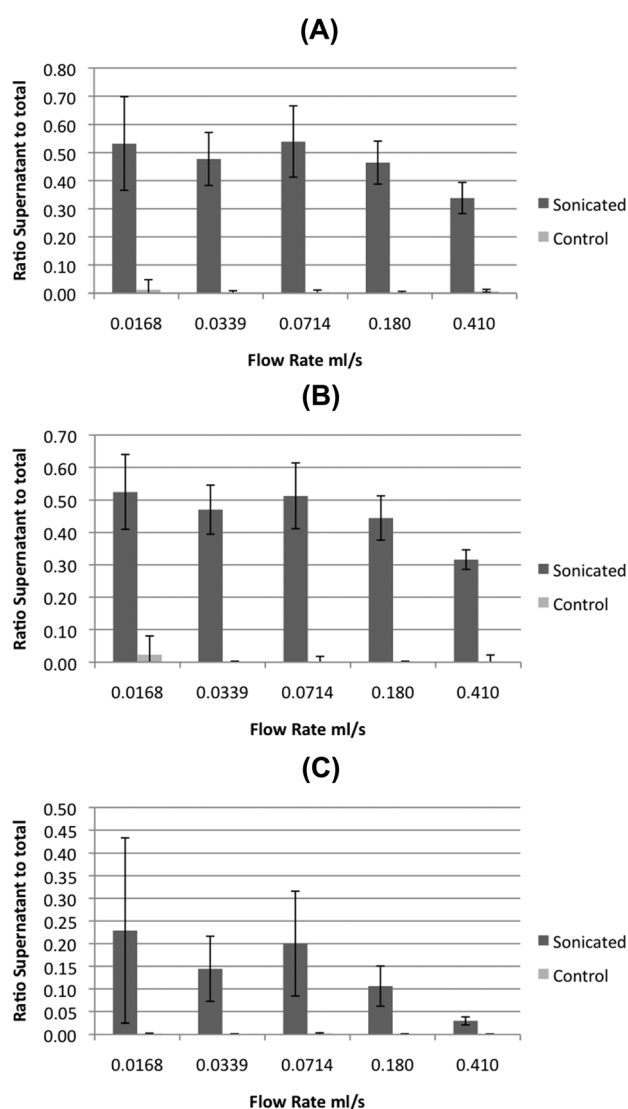 (A)
Ratio Supernatant to total
0.80
0.70
0.60
0.50
0.40
0.30
0.20
0.10
0.00
0.0168 0.0339 0.0714 0.180 0.410
Flow Rate ml/s
Sonicated
Control
(B)
Ratio Supernatant to total
0.70
0.60
0.50
0.40
0.30
0.20
0.10
0.00
0.0168 0.0339 0.0714 0.180 0.410
Flow Rate ml/s
Sonicated
Control
(C)
Ratio Supernatant to total
0.50
0.45
0.40
0.35
0.30
0.25
0.20
0.15
0.10
0.05
0.00
0.0168 0.0339 0.0714 0.180 0.410
Flow Rate ml/s
Sonicated
Control